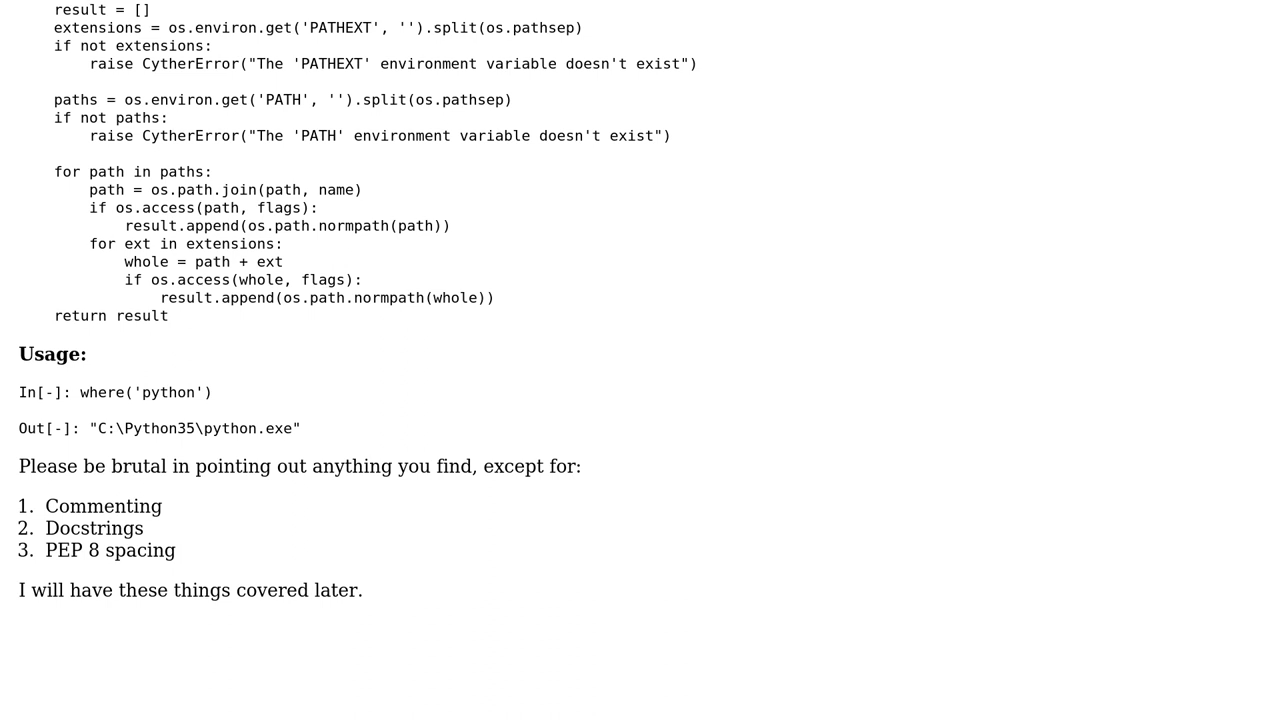 result = []
    extensions = os.environ.get('PATHEXT', '').split(os.pathsep)
    if not extensions:
        raise CytherError("The 'PATHEXT' environment variable doesn't exist")

    paths = os.environ.get('PATH', '').split(os.pathsep)
    if not paths:
        raise CytherError("The 'PATH' environment variable doesn't exist")

    for path in paths:
        path = os.path.join(path, name)
        if os.access(path, flags):
            result.append(os.path.normpath(path))
        for ext in extensions:
            whole = path + ext
            if os.access(whole, flags):
                result.append(os.path.normpath(whole))
    return result

Usage:

In[-]: where('python')

Out[-]: "C:\Python35\python.exe"

Please be brutal in pointing out anything you find, except for:

1. Commenting
2. Docstrings
3. PEP 8 spacing

I will have these things covered later.